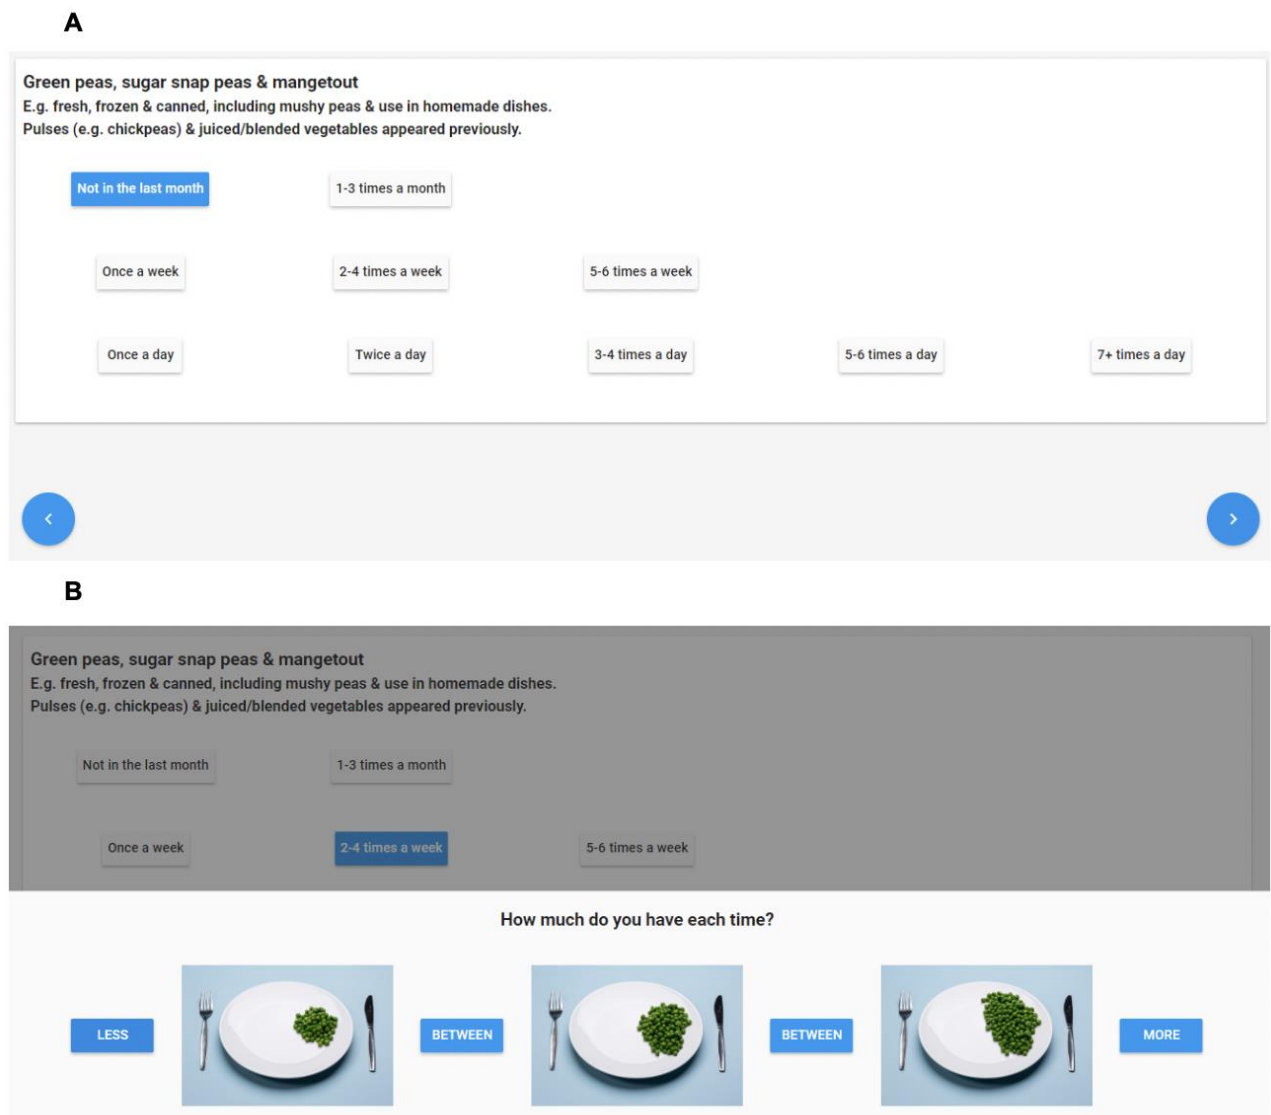 A
Green peas, sugar snap peas & mangetout
E.g. fresh, frozen & canned, including mushy peas & use in homemade dishes.
Pulses (e.g. chickpeas) & juiced/blended vegetables appeared previously.
Not in the last month 1-3 times a month
Once a week 2-4 times a week 5-6 times a week
Once a day Twice a day 3-4 times a day 5-6 times a day 7+ times a day
B
Green peas, sugar snap peas & mangetout
E.g. fresh, frozen & canned, including mushy peas & use in homemade dishes.
Pulses (e.g. chickpeas) & juiced/blended vegetables appeared previously.
Not in the last month 1-3 times a month
Once a week 2-4 times a week 5-6 times a week
How much do you have each time?
LESS BETWEEN BETWEEN MORE